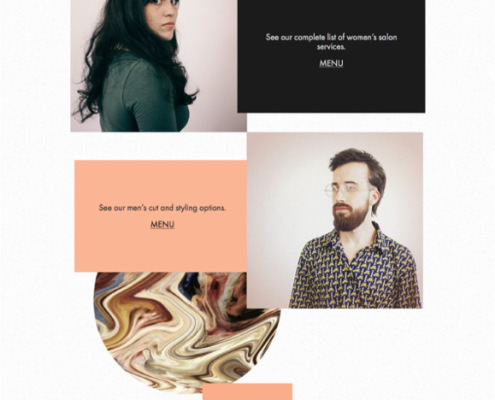 See our complete list of women's salon
services.
MENU
See our men's cut and styling options.
MENU